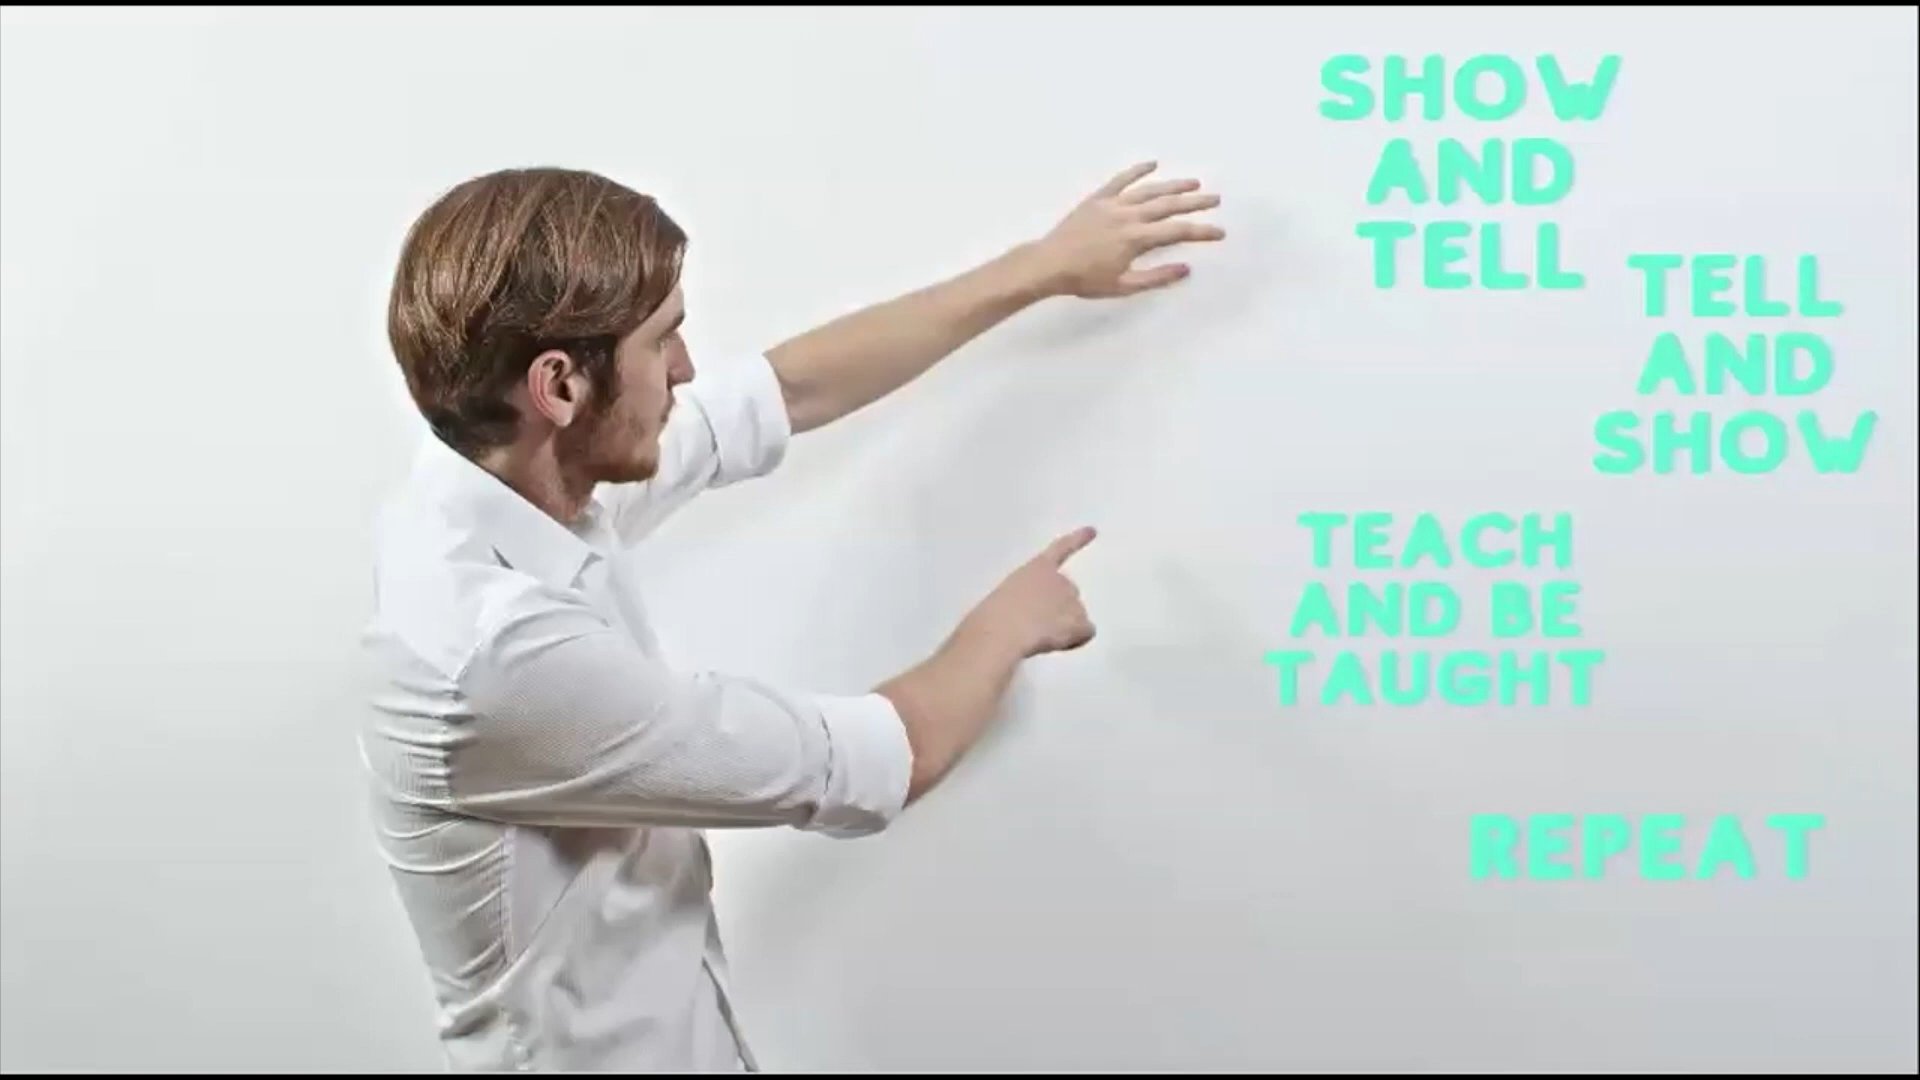 SHOW
AND
TELL
TELL
AND
SHOW
TEACH
AND BE
TAUGHT
REPEAT